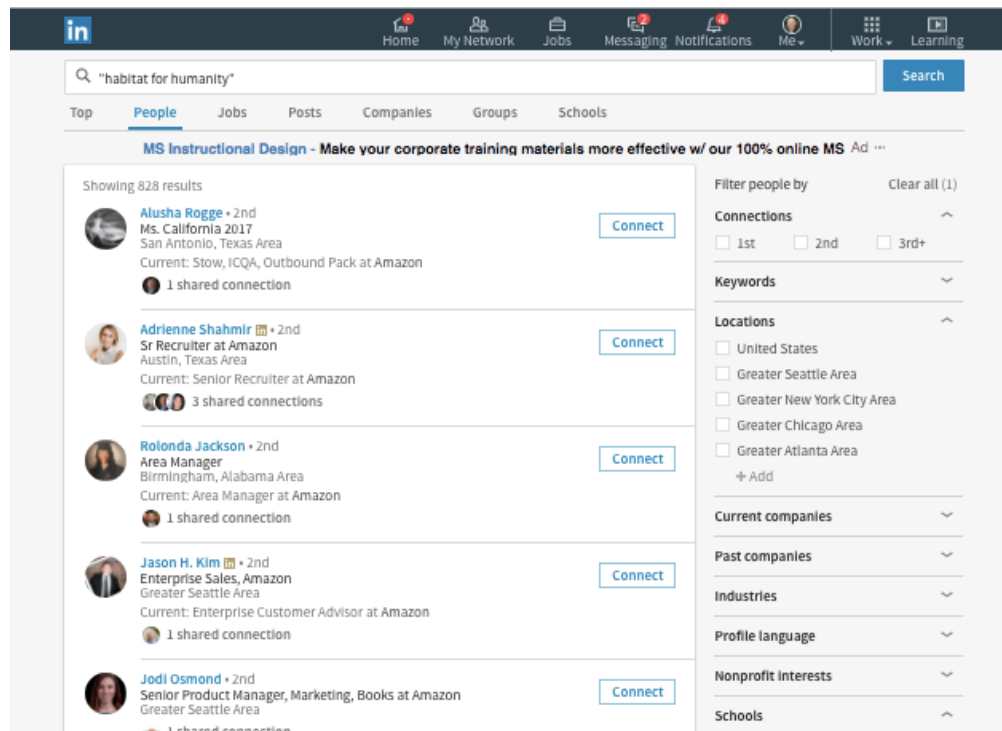 in
Home
My Network
Jobs
2
Messaging
4
Notifications
Me
Work
Learning
"habitat for humanity"
Search
Top
People
Jobs
Posts
Companies
Groups
Schools
MS Instructional Design - Make your corporate training materials more effective w/ our 100% online MS Ad ...
Showing 828 results
Alusha Rogge • 2nd
Ms. California 2017
San Antonio, Texas Area
Current: Stow, ICQA, Outbound Pack at Amazon
1 shared connection
Connect
Adrienne Shahmir in • 2nd
Sr Recruiter at Amazon
Austin, Texas Area
Current: Senior Recruiter at Amazon
3 shared connections
Connect
Rolonda Jackson • 2nd
Area Manager
Birmingham, Alabama Area
Current: Area Manager at Amazon
1 shared connection
Connect
Jason H. Kim in • 2nd
Enterprise Sales, Amazon
Greater Seattle Area
Current: Enterprise Customer Advisor at Amazon
1 shared connection
Connect
Jodi Osmond • 2nd
Senior Product Manager, Marketing, Books at Amazon
Greater Seattle Area
1 shared connection
Connect
Filter people by
Clear all (1)
Connections
1st
2nd
3rd+
Keywords
Locations
United States
Greater Seattle Area
Greater New York City Area
Greater Chicago Area
Greater Atlanta Area
+ Add
Current companies
Past companies
Industries
Profile language
Nonprofit interests
Schools